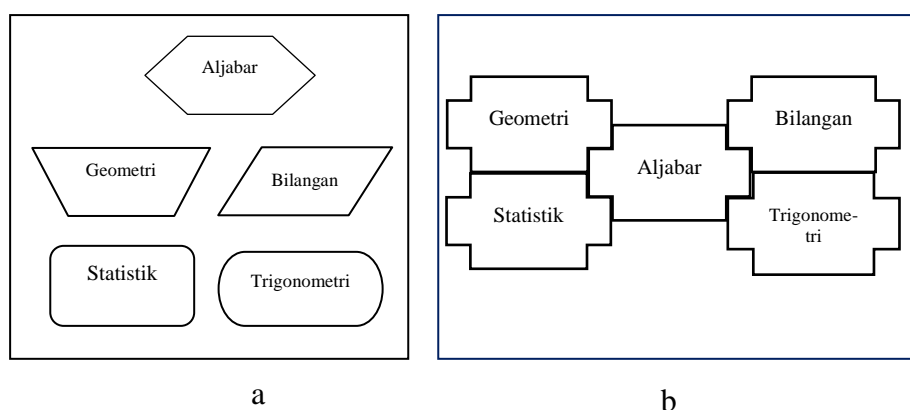 Aljabar
Geometri
Bilangan
Statistik
Trigonometri
a
Geometri
Bilangan
Aljabar
Statistik
Trigonome-
tri
b